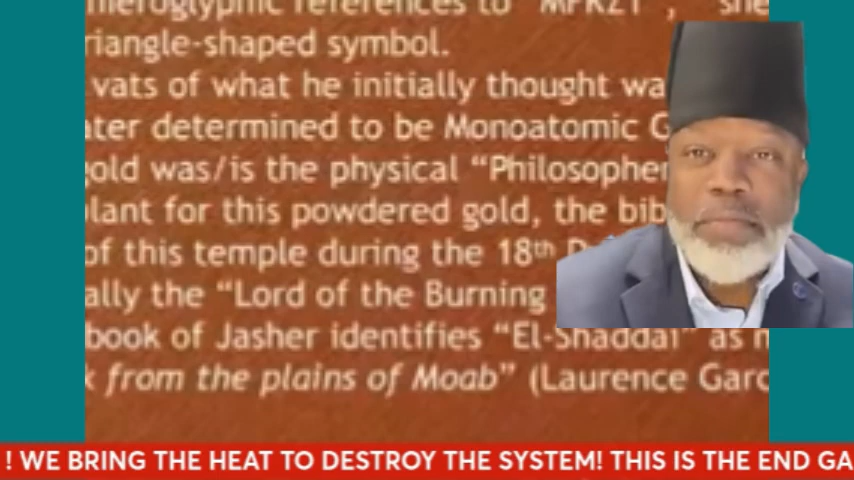 hieroglyphic references to "MFKZT", she
riangle-shaped symbol.
vats of what he initially thought wa
ater determined to be Monoatomic G
gold was/is the physical "Philosopher
plant for this powdered gold, the bib
of this temple during the 18th D
ally the "Lord of the Burning
book of Jasher identifies "El-Shaddai" as
from the plains of Moab" (Laurence Gard
! WE BRING THE HEAT TO DESTROY THE SYSTEM! THIS IS THE END GA